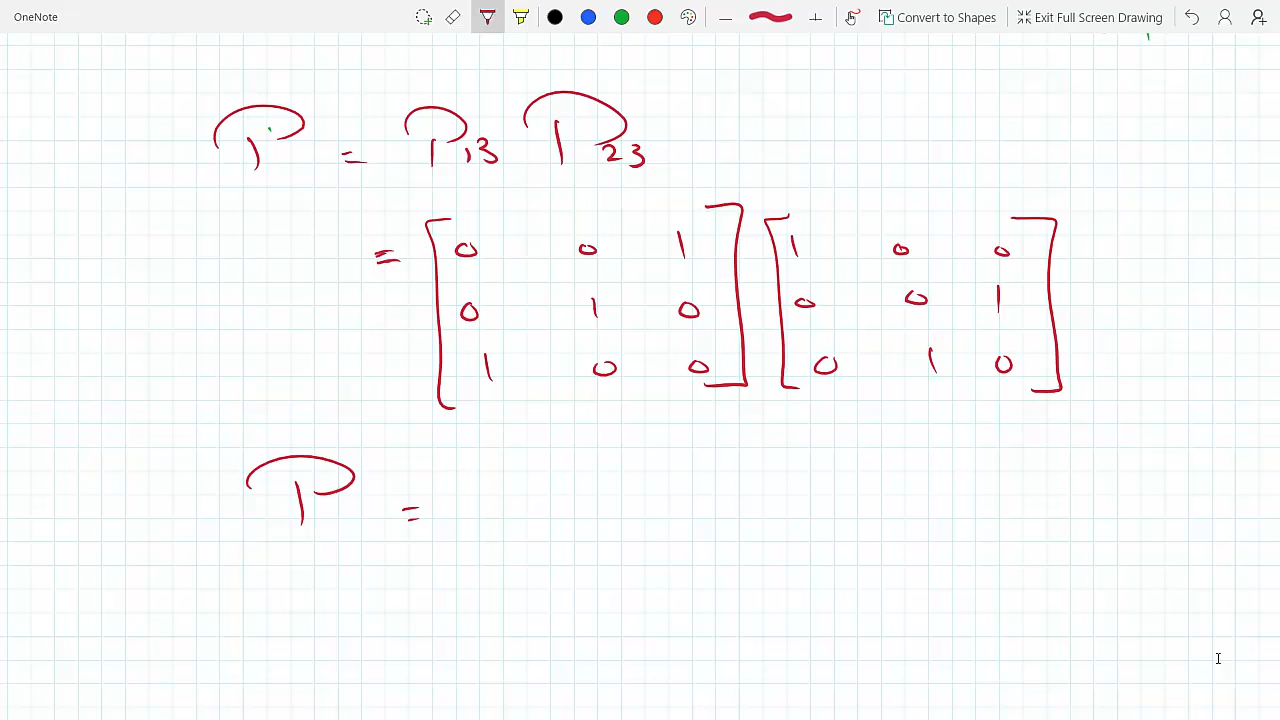 OneNote
Convert to Shapes Exit Full Screen Drawing
P = P13 P23
= [0 0 1 [1 0 0
0 1 0 0 0 1
1 0 0] 0 1 0]
P =